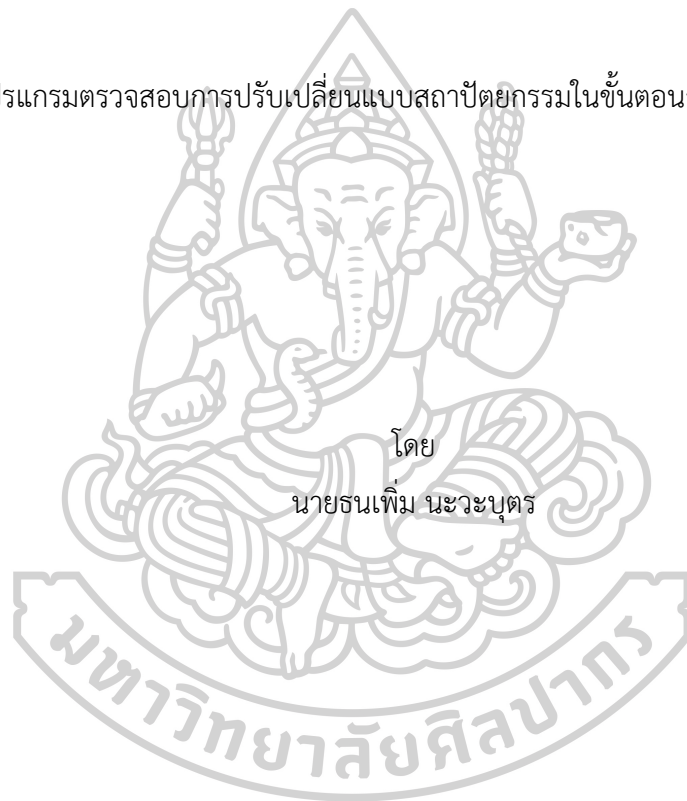 ปรแกรมตรวจสอบการปรับเปลี่ยนแบบสถาปัตยกรรมในขั้นตอน
โดย
นายธนเพิ่ม นะวะบุตร
มหาวิทยาลัยศิลปากร